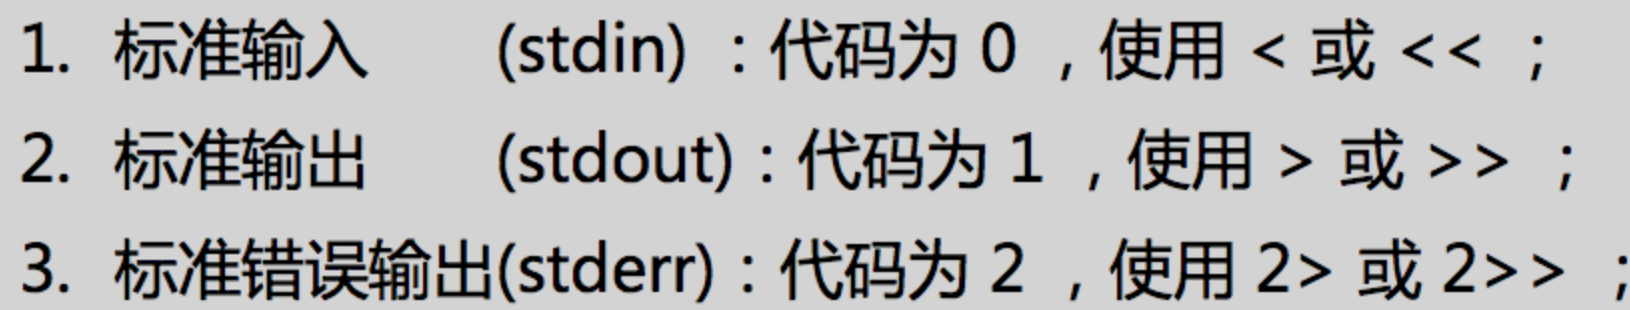 1. 标准输入 (stdin) ：代码为 0 ，使用 < 或 << ；
2. 标准输出 (stdout)：代码为 1 ，使用 > 或 >> ；
3. 标准错误输出(stderr)：代码为 2 ，使用 2> 或 2>> ；